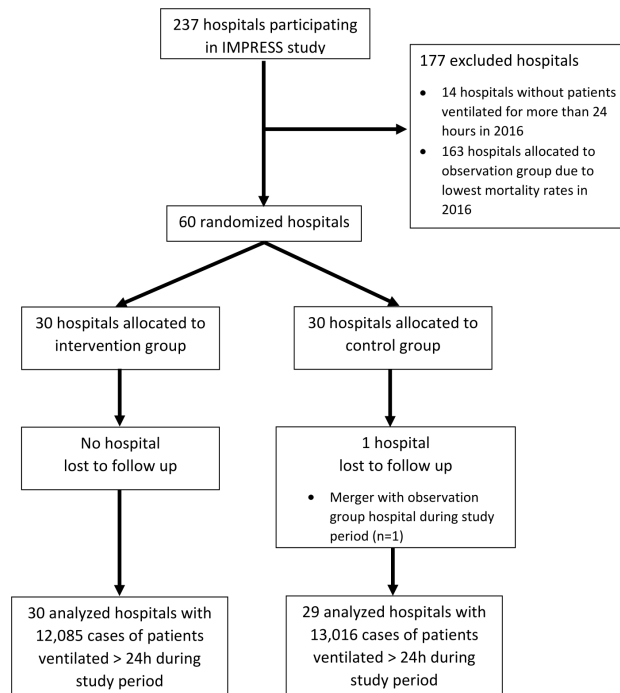 237 hospitals participating
in IMPRESS study
177 excluded hospitals
• 14 hospitals without patients
ventilated for more than 24
hours in 2016
• 163 hospitals allocated to
observation group due to
lowest mortality rates in
2016
60 randomized hospitals
30 hospitals allocated to
intervention group
30 hospitals allocated to
control group
No hospital
lost to follow up
1 hospital
lost to follow up
• Merger with observation
group hospital during study
period (n=1)
30 analyzed hospitals with
12,085 cases of patients
ventilated > 24h during
study period
29 analyzed hospitals with
13,016 cases of patients
ventilated > 24h during
study period